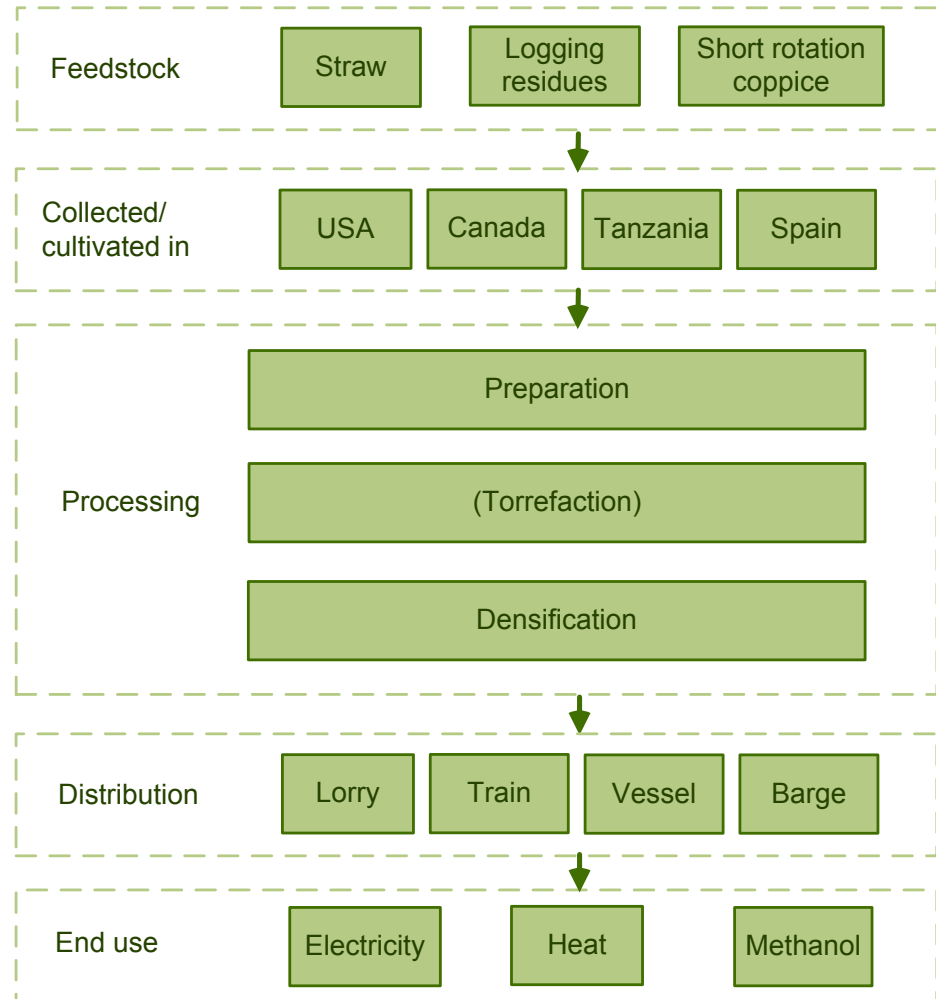 Feedstock
Straw
Logging
residues
Short rotation
coppice
Collected/
cultivated in
USA
Canada
Tanzania
Spain
Processing
Preparation
(Torrefaction)
Densification
Distribution
Lorry
Train
Vessel
Barge
End use
Electricity
Heat
Methanol